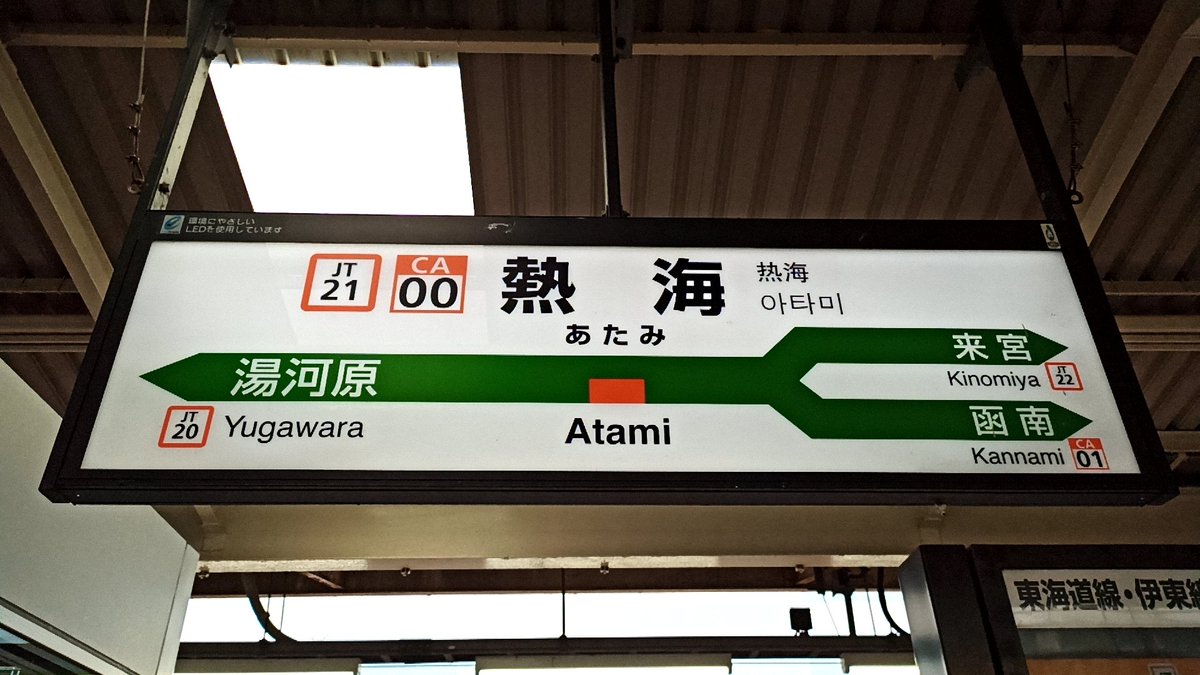 環境にやさしい
LEDを使用しています
JT
21
CA
00
熱海
あたみ
热海
아타미
湯河原
JT
20
Yugawara
Atami
来宮
Kinomiya
JT
22
函南
Kannami
CA
01
東海道線・伊東線